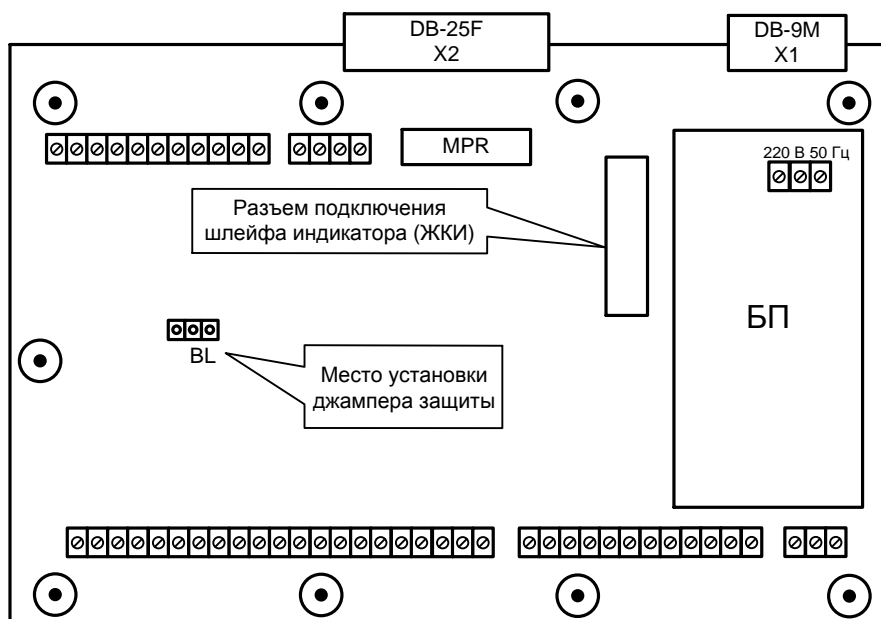 DB-25F
X2
DB-9M
X1
MPR
220 В 50 Гц
Разъем подключения
шлейфа индикатора (ЖКИ)
БП
BL
Место установки
джампера защиты